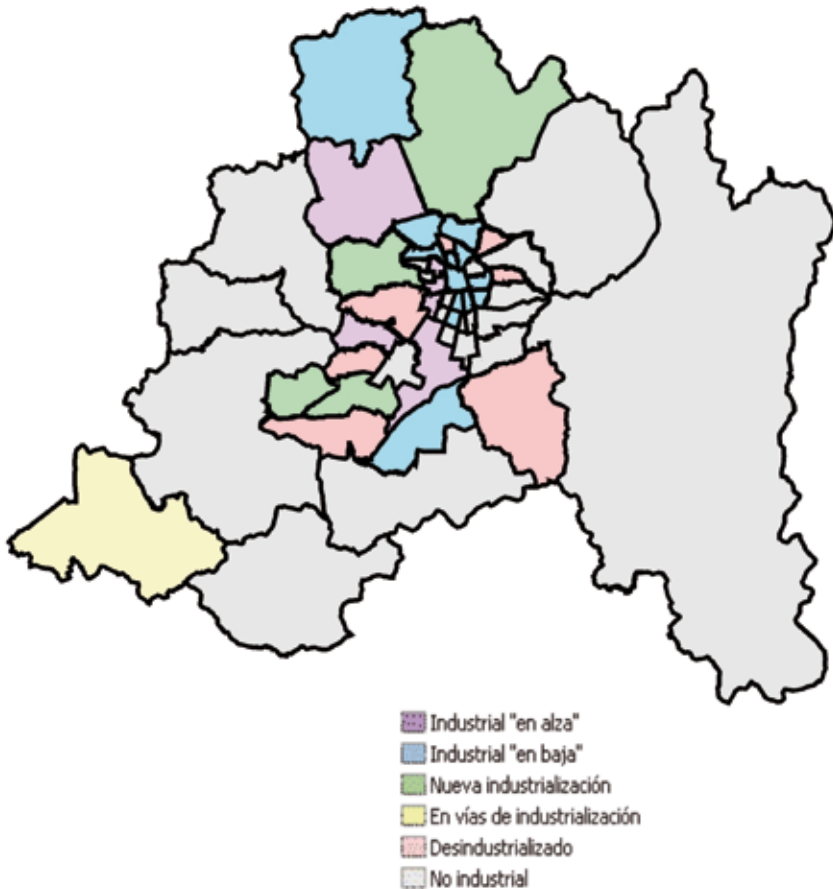 Industrial "en alza"
Industrial "en baja"
Nueva industrialización
En vías de industrialización
Desindustrializado
No industrial